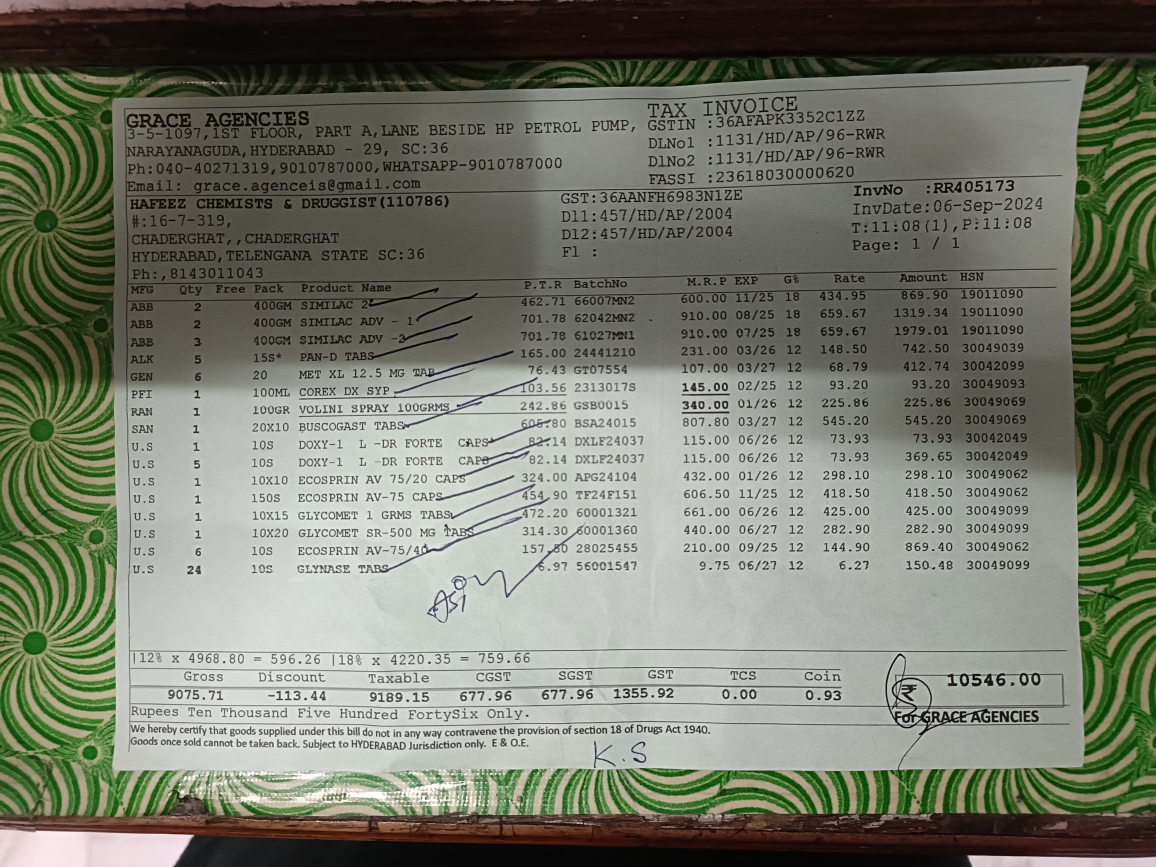 GRACE AGENCIES
3-5-1097,1ST FLOOR, PART A,LANE BESIDE HP PETROL PUMP,
NARAYANAGUDA,HYDERABAD - 29, SC:36
Ph:040-40271319,9010787000,WHATSAPP-9010787000
Email: grace.agenceis@gmail.com
TAX INVOICE
GSTIN :36AFAPK3352C1ZZ
DLNo1 :1131/HD/AP/96-RWR
DlNo2 :1131/HD/AP/96-RWR
FASSI :23618030000620
HAFEEZ CHEMISTS & DRUGGIST(110786)
#:16-7-319,
CHADERGHAT,,CHADERGHAT
HYDERABAD,TELENGANA STATE SC:36
Ph:,8143011043
GST:36AANFH6983N1ZE
D11:457/HD/AP/2004
D12:457/HD/AP/2004
Fl :
InvNo :RR405173
InvDate:06-Sep-2024
T:11:08(1),P:11:08
Page: 1 / 1
MFG Qty Free Pack Product Name P.T.R BatchNo M.R.P EXP G% Rate Amount HSN
ABB 2 400GM SIMILAC 2 462.71 66007MN2 600.00 11/25 18 434.95 869.90 19011090
ABB 2 400GM SIMILAC ADV - 1 701.78 62042MN2 910.00 08/25 18 659.67 1319.34 19011090
ABB 3 400GM SIMILAC ADV -2 701.78 61027MN1 910.00 07/25 18 659.67 1979.01 19011090
ALK 5 15S* PAN-D TABS 165.00 24441210 231.00 03/26 12 148.50 742.50 30049039
GEN 6 20 MET XL 12.5 MG TAB 76.43 GT07554 107.00 03/27 12 68.79 412.74 30042099
PFI 1 100ML COREX DX SYP 103.56 2313017S 145.00 02/25 12 93.20 93.20 30049093
RAN 1 100GR VOLINI SPRAY 100GRMS 242.86 GSB0015 340.00 01/26 12 225.86 225.86 30049069
SAN 1 20X10 BUSCOGAST TABS 605.80 BSA24015 807.80 03/27 12 545.20 545.20 30049069
U.S 1 10S DOXY-1 L -DR FORTE CAPS 82.14 DXLF24037 115.00 06/26 12 73.93 73.93 30042049
U.S 5 10S DOXY-1 L -DR FORTE CAPS 82.14 DXLF24037 115.00 06/26 12 73.93 369.65 30042049
U.S 1 10X10 ECOSPRIN AV 75/20 CAPS 324.00 APG24104 432.00 01/26 12 298.10 298.10 30049062
U.S 1 150S ECOSPRIN AV-75 CAPS 454.90 TF24F151 606.50 11/25 12 418.50 418.50 30049062
U.S 1 10X15 GLYCOMET 1 GRMS TABS 472.20 60001321 661.00 06/26 12 425.00 425.00 30049099
U.S 1 10X20 GLYCOMET SR-500 MG TABS 314.30 60001360 440.00 06/27 12 282.90 282.90 30049099
U.S 6 10S ECOSPRIN AV-75/40 157.50 28025455 210.00 09/25 12 144.90 869.40 30049062
U.S 24 10S GLYNASE TABS 6.97 56001547 9.75 06/27 12 6.27 150.48 30049099
|12% x 4968.80 = 596.26 |18% x 4220.35 = 759.66
Gross Discount Taxable CGST SGST GST TCS Coin
9075.71 -113.44 9189.15 677.96 677.96 1355.92 0.00 0.93
₹ 10546.00
Rupees Ten Thousand Five Hundred FortySix Only.
For GRACE AGENCIES
We hereby certify that goods supplied under this bill do not in any way contravene the provision of section 18 of Drugs Act 1940.
Goods once sold cannot be taken back. Subject to HYDERABAD Jurisdiction only. E & O.E.
K.S